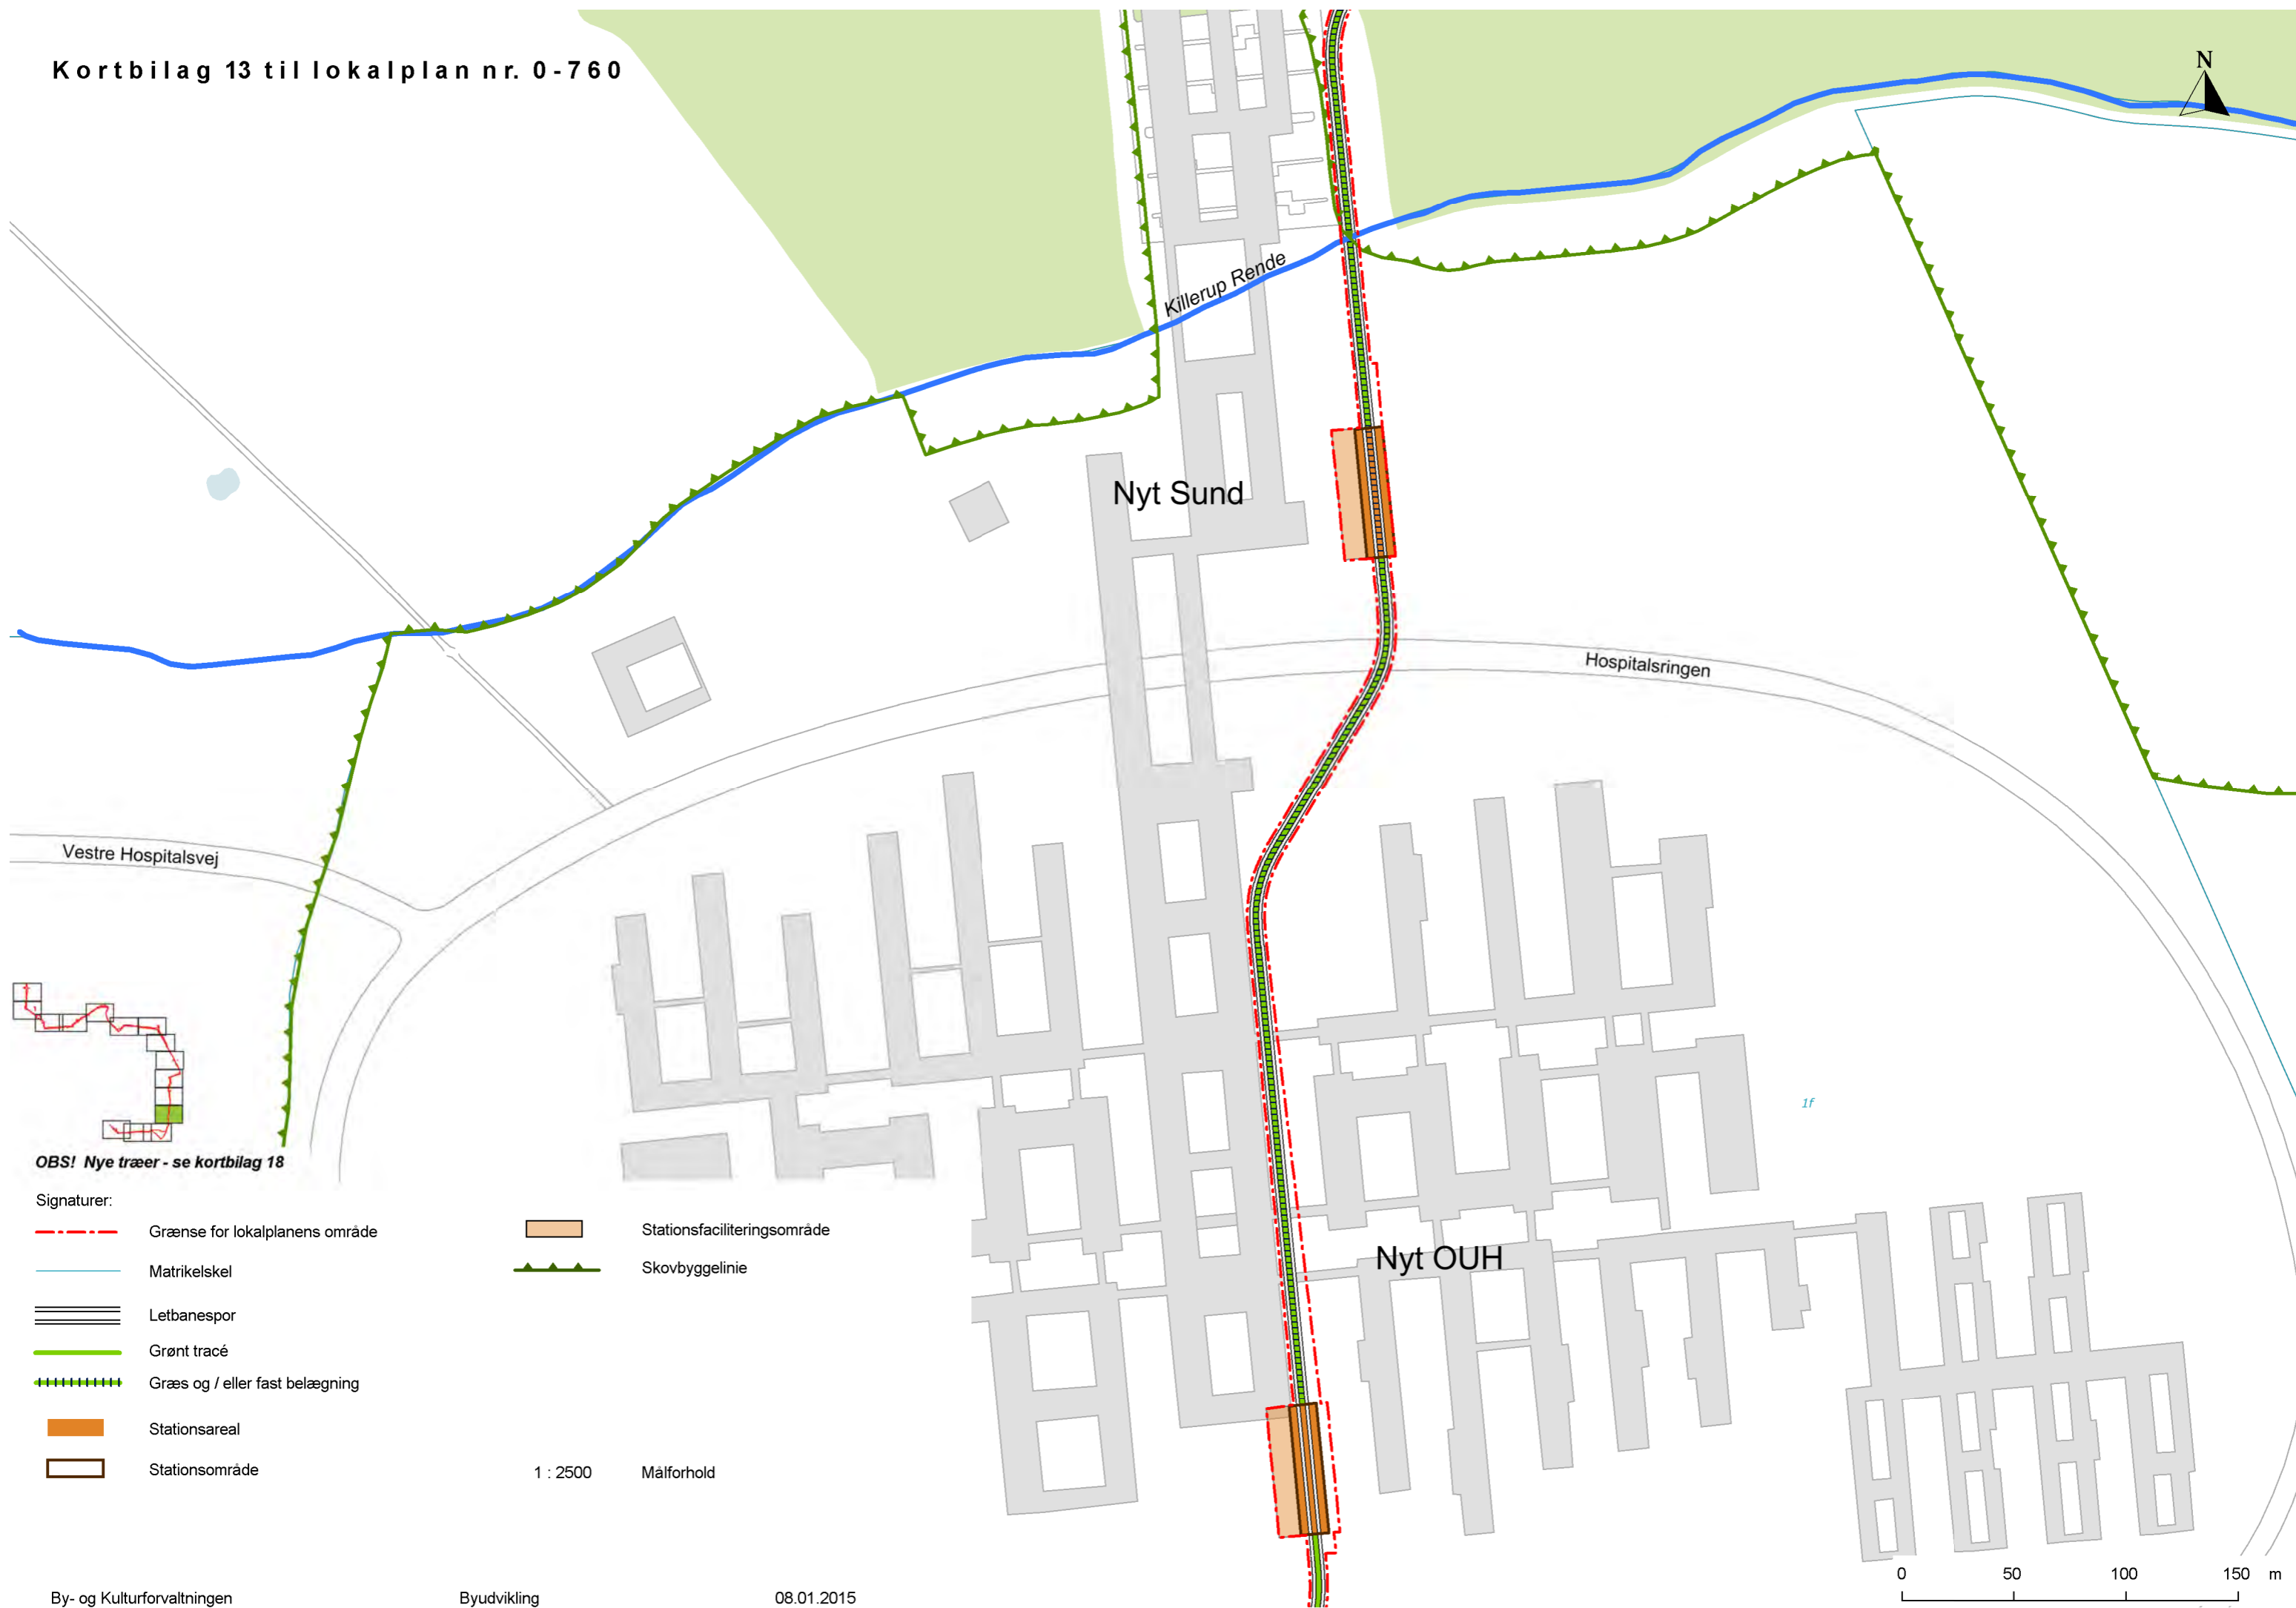 Kortbilag 13 til lokalplan nr. 0-760
N
Killerup Rende
Nyt Sund
Hospitalsringen
Vestre Hospitalsvej
1f
Nyt OUH
OBS! Nye træer - se kortbilag 18
Signaturer:
Grænse for lokalplanens område
Matrikelskel
Letbanespor
Grønt tracé
Græs og / eller fast belægning
Stationsareal
Stationsområde
Stationsfaciliteringsområde
Skovbyggelinie
1 : 2500 Målforhold
0 50 100 150 m
By- og Kulturforvaltningen Byudvikling 08.01.2015